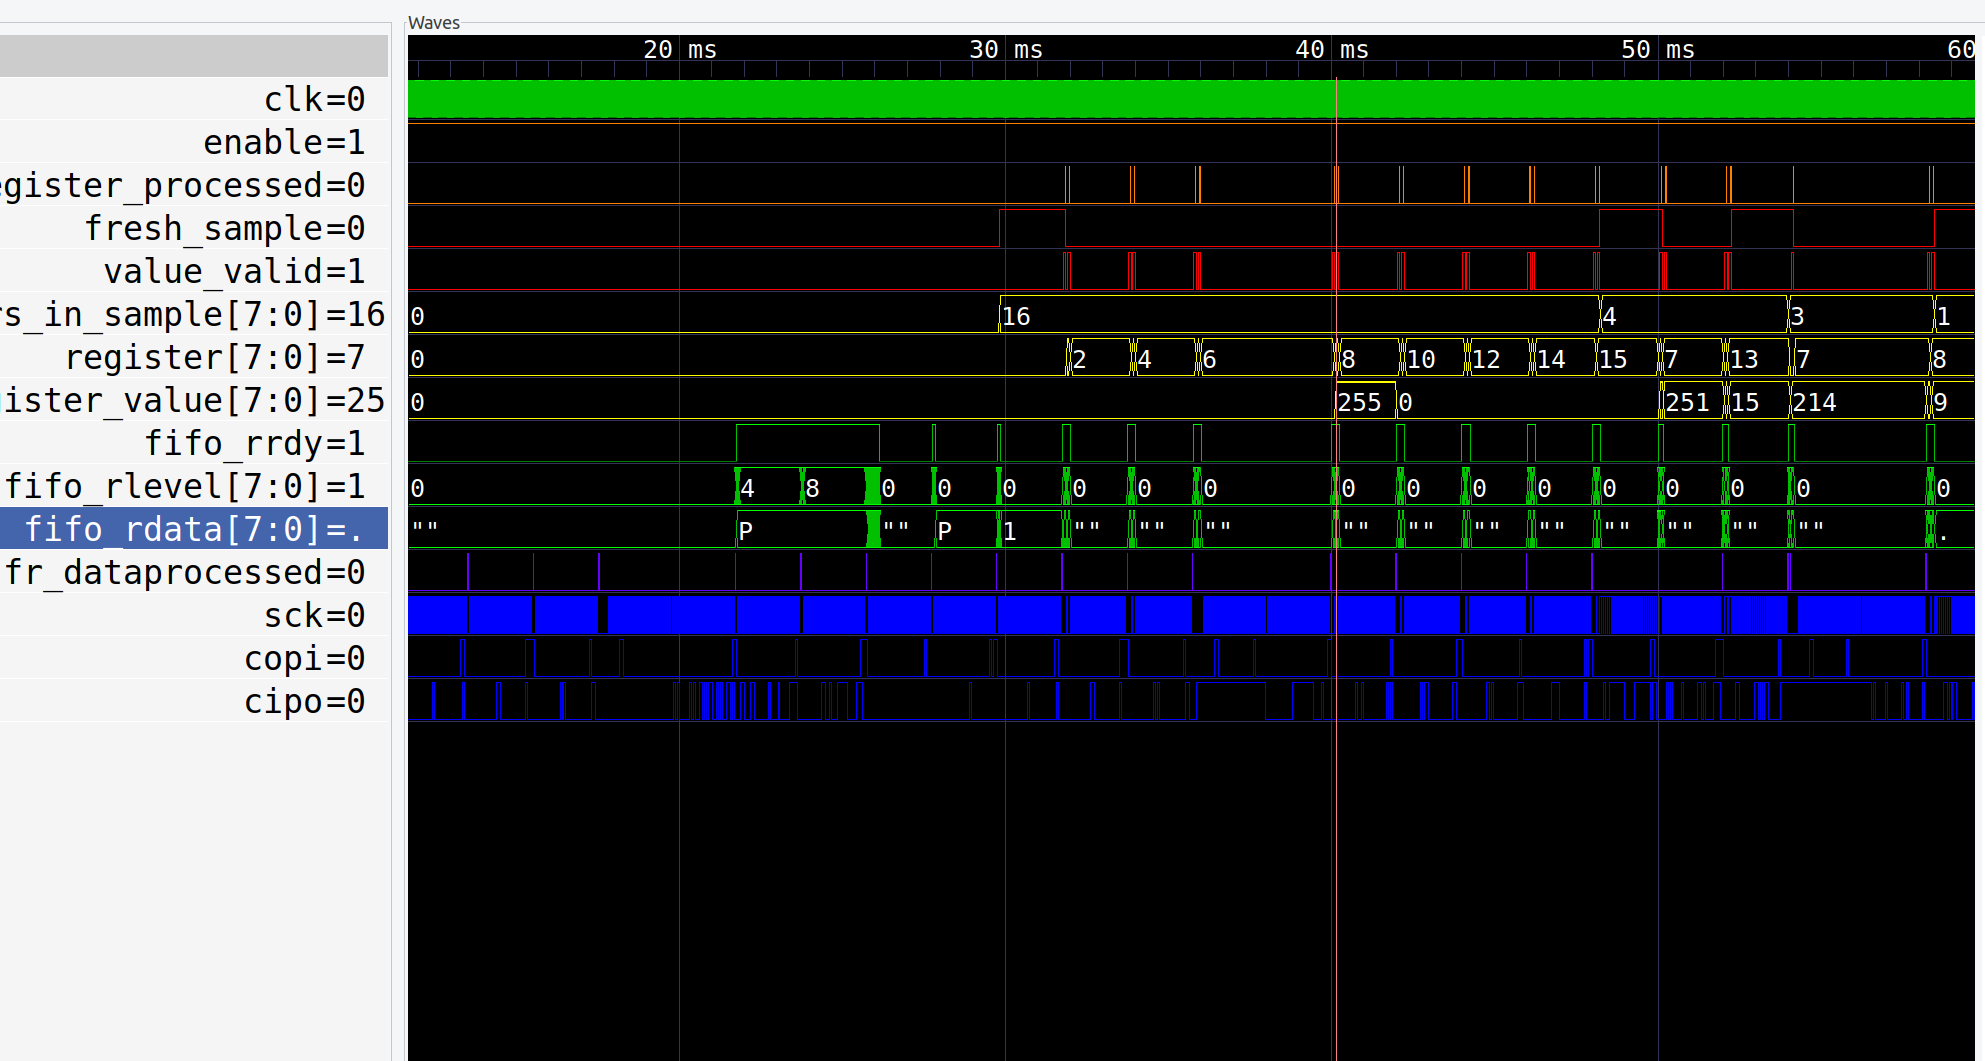 Waves
20 ms 30 ms 40 ms 50 ms 60
clk=0
enable=1
egister_processed=0
fresh_sample=0
value_valid=1
rs_in_sample[7:0]=16 0 16 4 3 1
register[7:0]=7 0 2 4 6 8 10 12 14 15 7 13 7 8
gister_value[7:0]=25 0 255 0 251 15 214 9
fifo_rrdy=1
fifo_rlevel[7:0]=1 0 4 8 0 0 0 0 0 0 0 0 0 0 0 0 0 0 0 0
fifo_rdata[7:0]=. "" P "" P 1 "" "" "" "" "" "" "" "" "" "" "" .
fr_dataprocessed=0
sck=0
copi=0
cipo=0